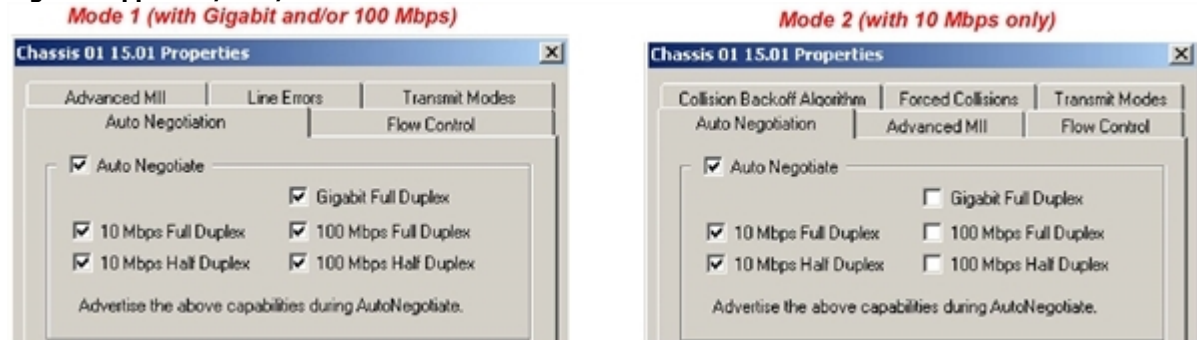 Mode 1 (with Gigabit and/or 100 Mbps)
Chassis 01 15.01 Properties
Advanced MII
Line Errors
Transmit Modes
Auto Negotiation
Flow Control
Auto Negotiate
Gigabit Full Duplex
10 Mbps Full Duplex
100 Mbps Full Duplex
10 Mbps Half Duplex
100 Mbps Half Duplex
Advertise the above capabilities during AutoNegotiate.
Mode 2 (with 10 Mbps only)
Chassis 01 15.01 Properties
Collision Backoff Algorithm
Forced Collisions
Transmit Modes
Auto Negotiation
Advanced MII
Flow Control
Auto Negotiate
Gigabit Full Duplex
10 Mbps Full Duplex
100 Mbps Full Duplex
10 Mbps Half Duplex
100 Mbps Half Duplex
Advertise the above capabilities during AutoNegotiate.